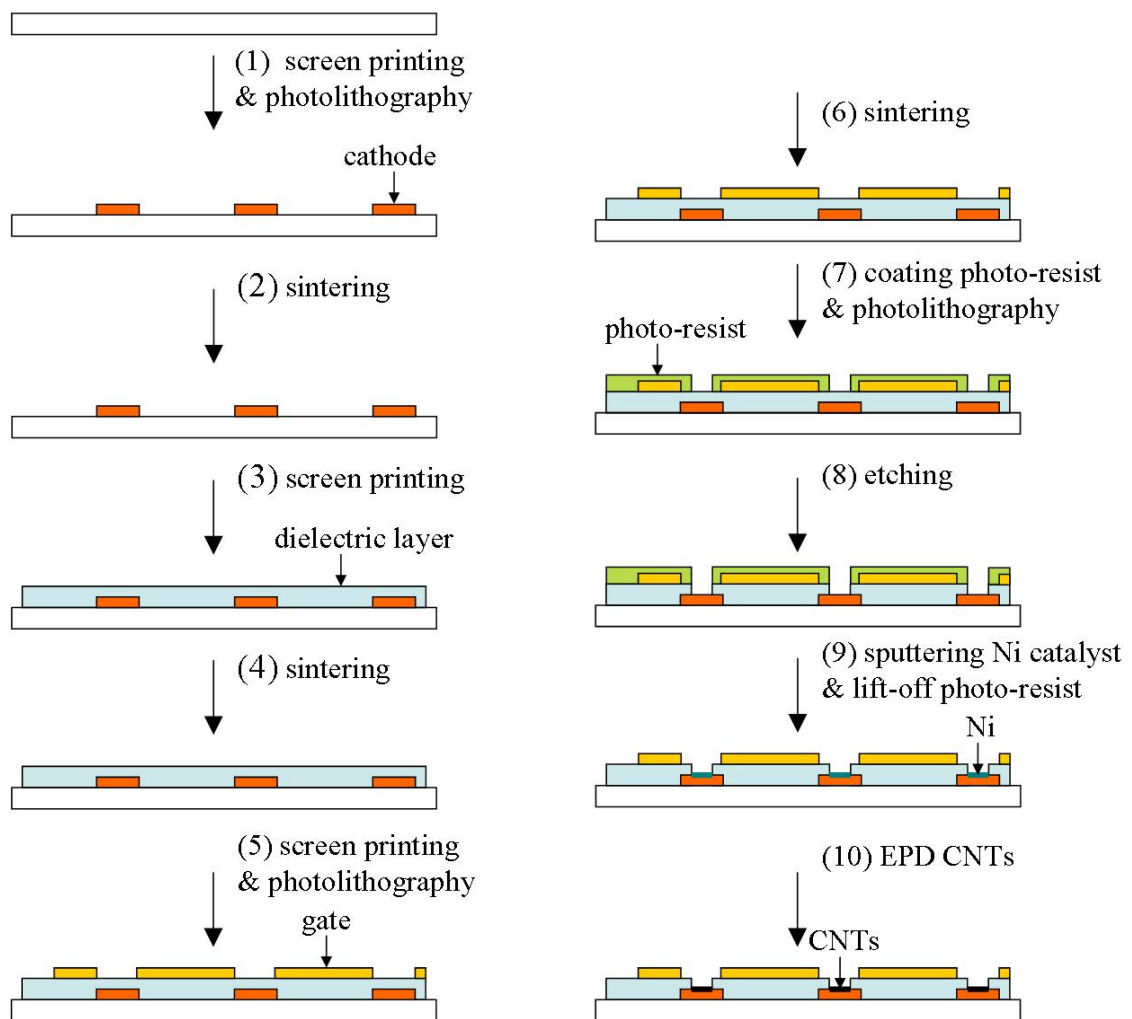 (1) screen printing
& photolithography
cathode
(2) sintering
(3) screen printing
dielectric layer
(4) sintering
(5) screen printing
& photolithography
gate
(6) sintering
(7) coating photo-resist
& photolithography
photo-resist
(8) etching
(9) sputtering Ni catalyst
& lift-off photo-resist
Ni
(10) EPD CNTs
CNTs